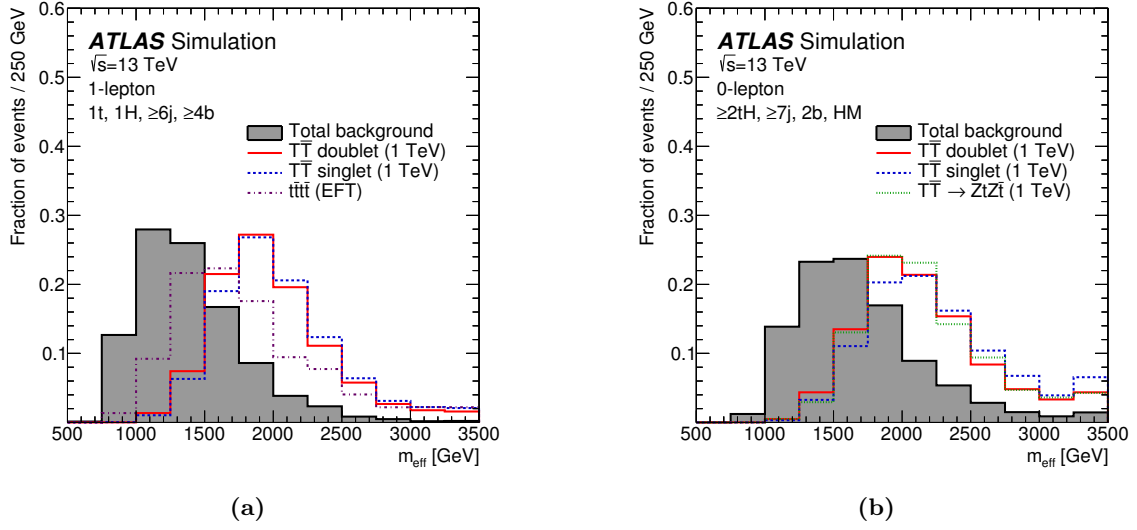 Fraction of events / 250 GeV
0.6
0.5
0.4
0.3
0.2
0.1
ATLAS Simulation
√s=13 TeV
1-lepton
1t, 1H, ≥6j, ≥4b
Total background
TT̅ doublet (1 TeV)
TT̅ singlet (1 TeV)
tt̅tt̅ (EFT)
500 1000 1500 2000 2500 3000 3500
m_eff [GeV]
(a)
Fraction of events / 250 GeV
0.6
0.5
0.4
0.3
0.2
0.1
ATLAS Simulation
√s=13 TeV
0-lepton
≥2tH, ≥7j, 2b, HM
Total background
TT̅ doublet (1 TeV)
TT̅ singlet (1 TeV)
TT̅ → ZtZt̅ (1 TeV)
500 1000 1500 2000 2500 3000 3500
m_eff [GeV]
(b)